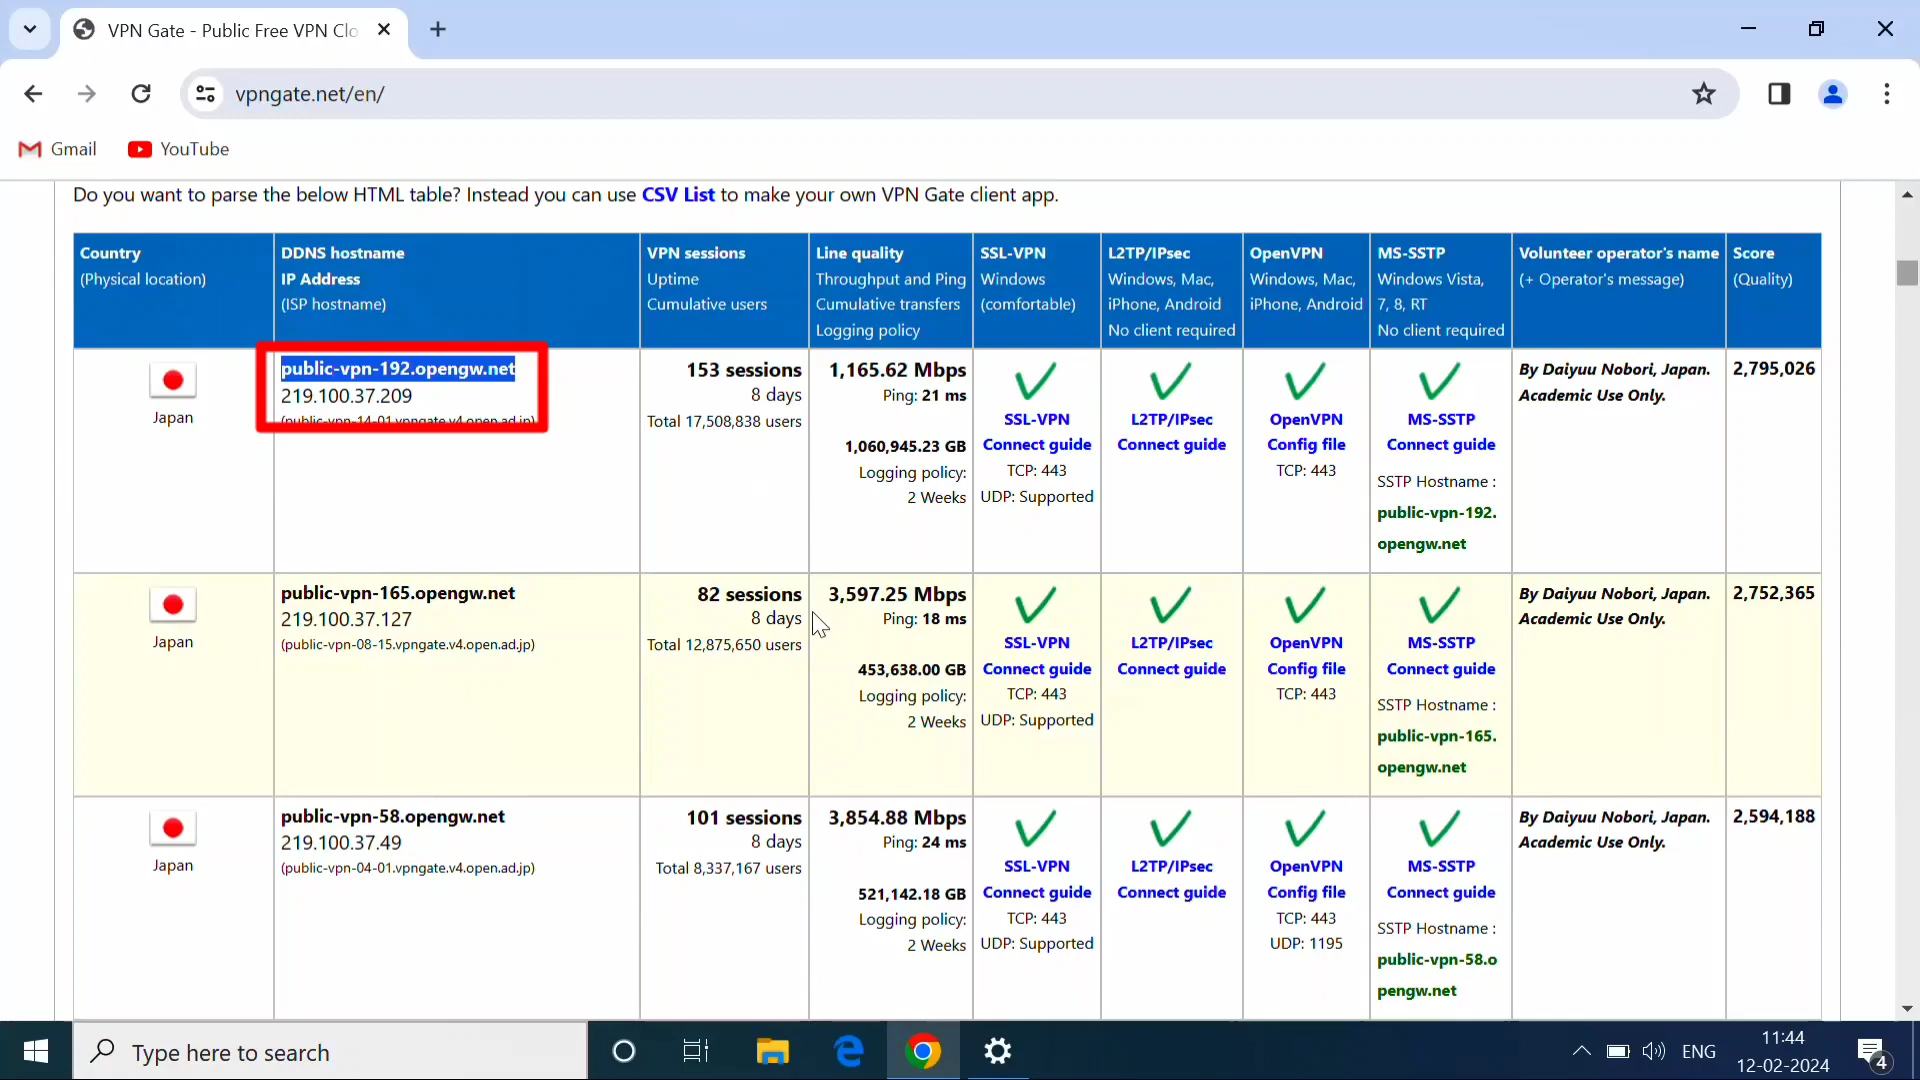 VPN Gate - Public Free VPN Clo
vpngate.net/en/
Gmail
YouTube
Do you want to parse the below HTML table? Instead you can use CSV List to make your own VPN Gate client app.
Country
(Physical location)
DDNS hostname
IP Address
(ISP hostname)
VPN sessions
Uptime
Cumulative users
Line quality
Throughput and Ping
Cumulative transfers
Logging policy
SSL-VPN
Windows
(comfortable)
L2TP/IPsec
Windows, Mac,
iPhone, Android
No client required
OpenVPN
Windows, Mac,
iPhone, Android
MS-SSTP
Windows Vista,
7, 8, RT
No client required
Volunteer operator's name
(+ Operator's message)
Score
(Quality)
Japan
public-vpn-192.opengw.net
219.100.37.209
(public-vpn-14-01.vpngate.v4.open.ad.jp)
153 sessions
8 days
Total 17,508,838 users
1,165.62 Mbps
Ping: 21 ms
1,060,945.23 GB
Logging policy:
2 Weeks
SSL-VPN
Connect guide
TCP: 443
UDP: Supported
L2TP/IPsec
Connect guide
OpenVPN
Config file
TCP: 443
MS-SSTP
Connect guide
SSTP Hostname :
public-vpn-192.
opengw.net
By Daiyuu Nobori, Japan.
Academic Use Only.
2,795,026
Japan
public-vpn-165.opengw.net
219.100.37.127
(public-vpn-08-15.vpngate.v4.open.ad.jp)
82 sessions
8 days
Total 12,875,650 users
3,597.25 Mbps
Ping: 18 ms
453,638.00 GB
Logging policy:
2 Weeks
SSL-VPN
Connect guide
TCP: 443
UDP: Supported
L2TP/IPsec
Connect guide
OpenVPN
Config file
TCP: 443
MS-SSTP
Connect guide
SSTP Hostname :
public-vpn-165.
opengw.net
By Daiyuu Nobori, Japan.
Academic Use Only.
2,752,365
Japan
public-vpn-58.opengw.net
219.100.37.49
(public-vpn-04-01.vpngate.v4.open.ad.jp)
101 sessions
8 days
Total 8,337,167 users
3,854.88 Mbps
Ping: 24 ms
521,142.18 GB
Logging policy:
2 Weeks
SSL-VPN
Connect guide
TCP: 443
UDP: Supported
L2TP/IPsec
Connect guide
OpenVPN
Config file
TCP: 443
UDP: 1195
MS-SSTP
Connect guide
SSTP Hostname :
public-vpn-58.o
pengw.net
By Daiyuu Nobori, Japan.
Academic Use Only.
2,594,188
Type here to search
ENG
11:44
12-02-2024
4